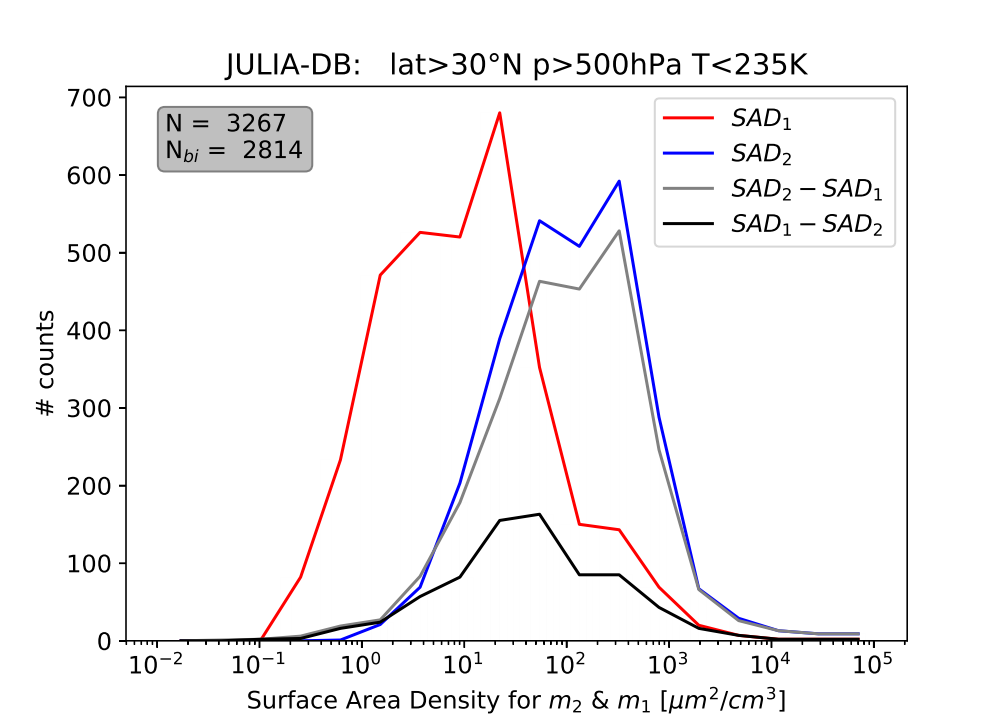 JULIA-DB: lat>30°N p>500hPa T<235K
N = 3267
N_{bi} = 2814
SAD_1
SAD_2
SAD_2 − SAD_1
SAD_1 − SAD_2
700
600
500
400
300
200
100
0
# counts
10^{-2} 10^{-1} 10^0 10^1 10^2 10^3 10^4 10^5
Surface Area Density for m_2 & m_1 [μm^2/cm^3]